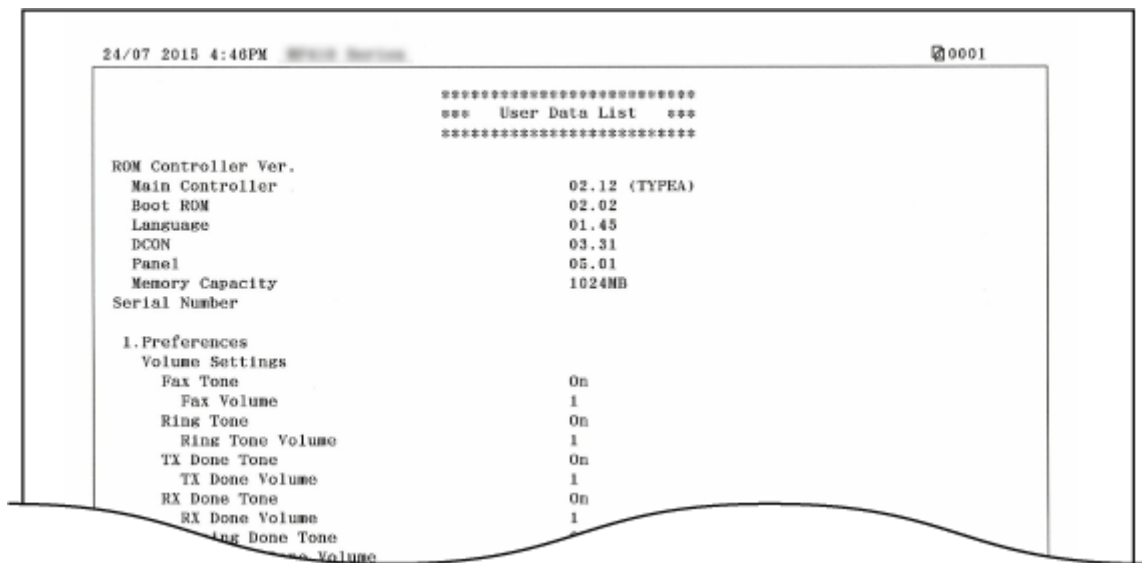 24/07 2015 4:46PM 0001
**************************
*** User Data List ***
**************************
ROM Controller Ver.
Main Controller 02.12 (TYPEA)
Boot ROM 02.02
Language 01.45
DCON 03.31
Panel 05.01
Memory Capacity 1024MB
Serial Number
1.Preferences
Volume Settings
Fax Tone On
Fax Volume 1
Ring Tone On
Ring Tone Volume 1
TX Done Tone On
TX Done Volume 1
RX Done Tone On
RX Done Volume 1
Done Tone
Volume